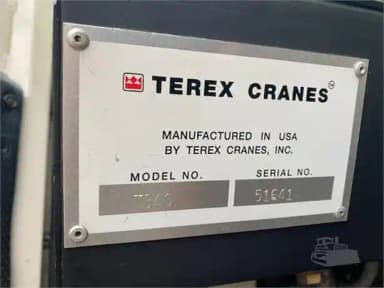 TEREX CRANES
MANUFACTURED IN USA
BY TEREX CRANES, INC.
MODEL NO.
SERIAL NO.
51641